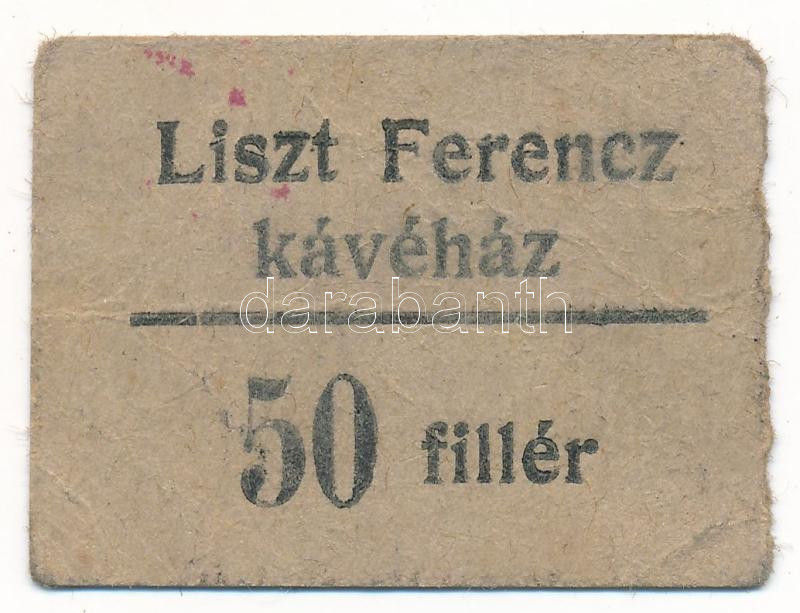 Liszt Ferencz
kávéház
darabanth
50 fillér